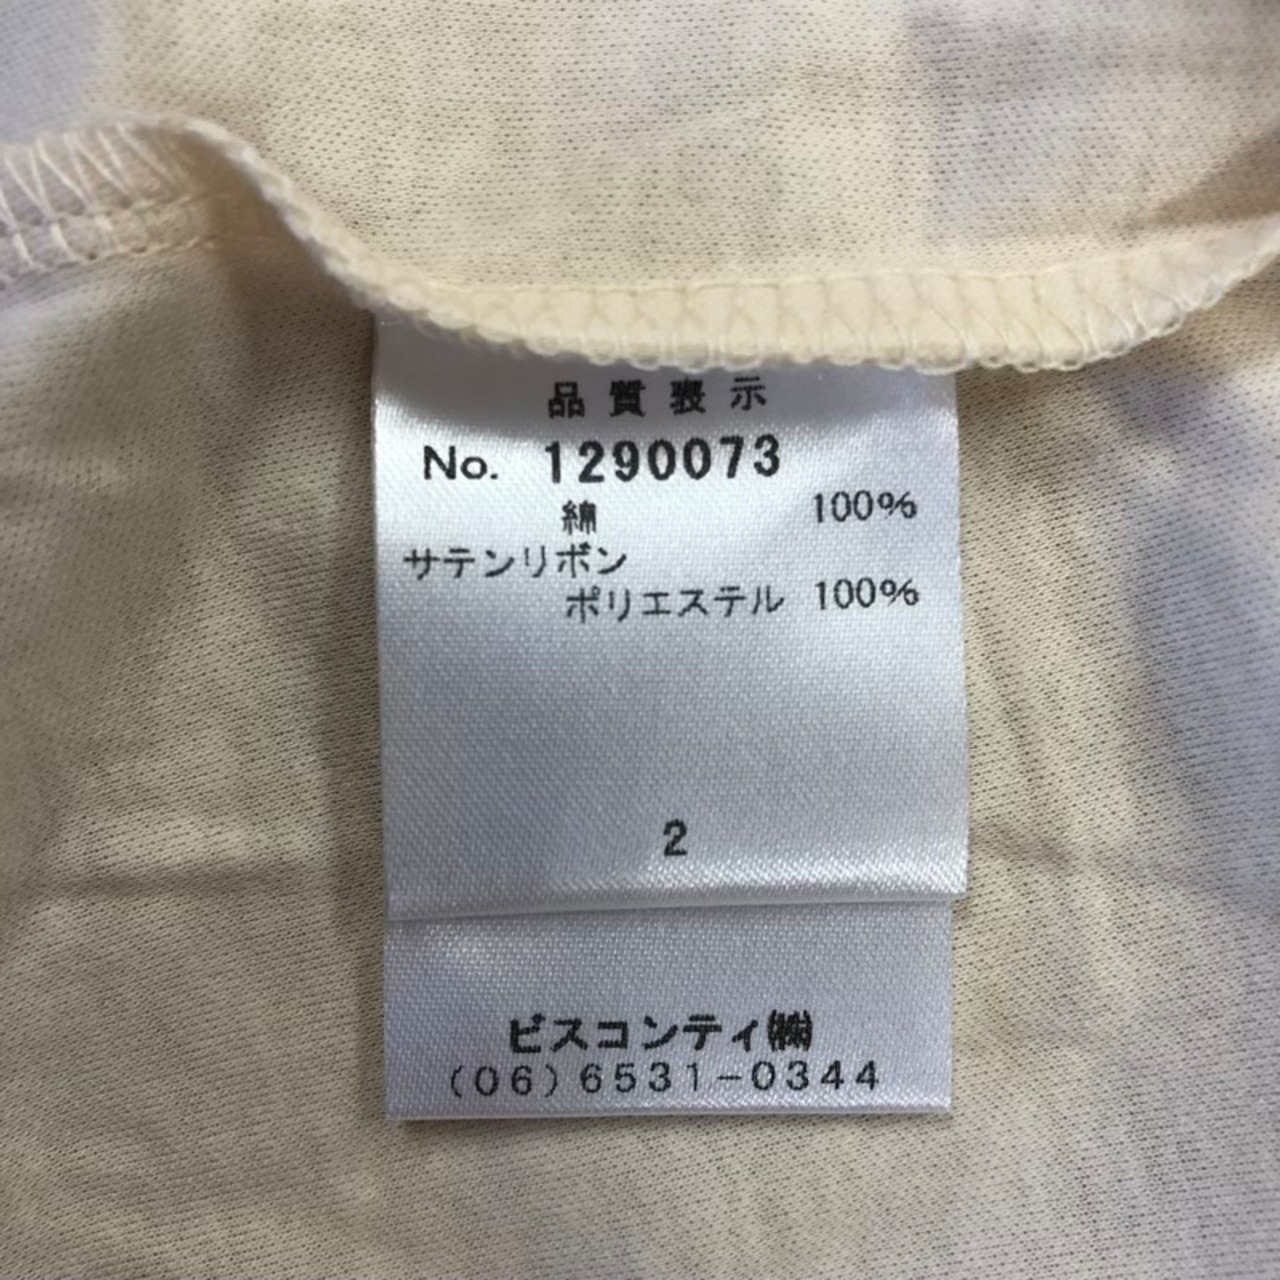 品質表示
No. 1290073
綿 100%
サテンリボン
ポリエステル 100%
2
ビスコンティ㈱
(06)6531-0344